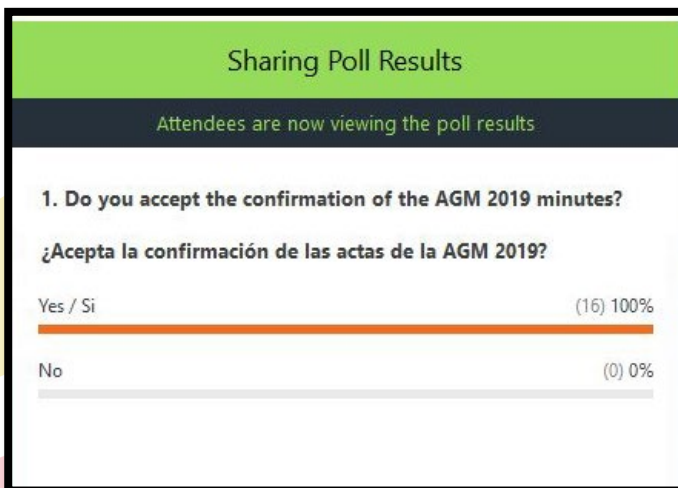 Sharing Poll Results
Attendees are now viewing the poll results
1. Do you accept the confirmation of the AGM 2019 minutes?
¿Acepta la confirmación de las actas de la AGM 2019?
Yes / Si (16) 100%
No (0) 0%